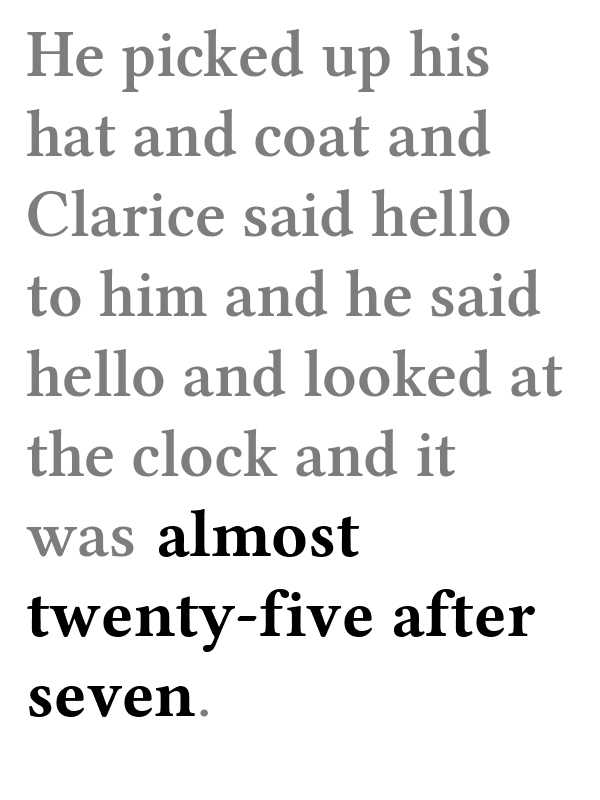 He picked up his
hat and coat and
Clarice said hello
to him and he said
hello and looked at
the clock and it
was almost
twenty-five after
seven.